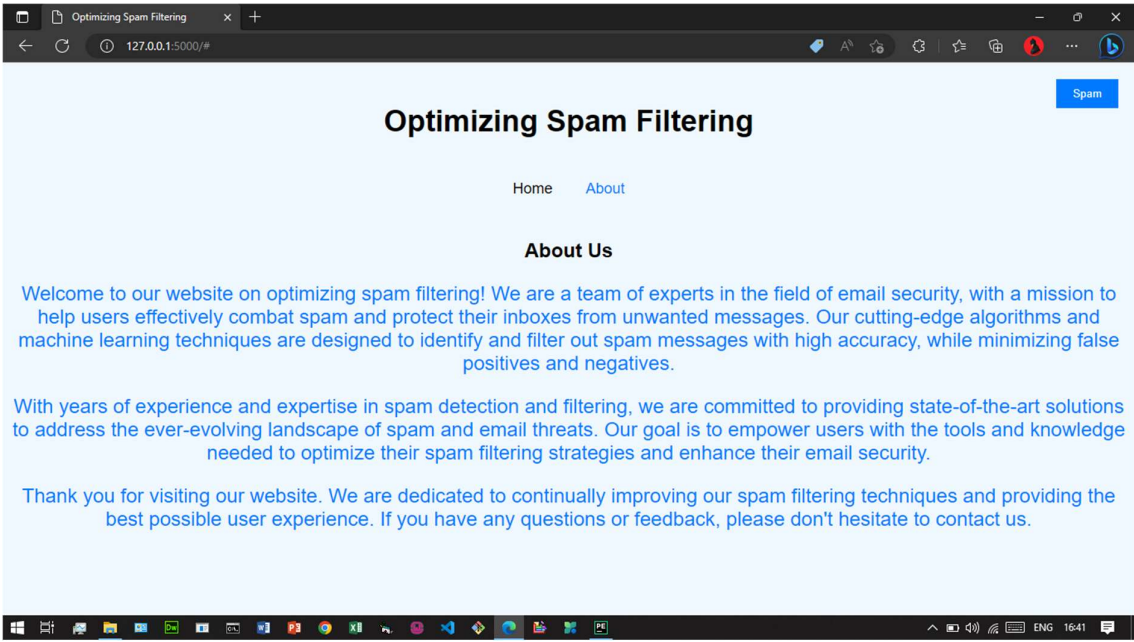 Optimizing Spam Filtering
127.0.0.1:5000/#
Spam
Optimizing Spam Filtering
Home About
About Us
Welcome to our website on optimizing spam filtering! We are a team of experts in the field of email security, with a mission to
help users effectively combat spam and protect their inboxes from unwanted messages. Our cutting-edge algorithms and
machine learning techniques are designed to identify and filter out spam messages with high accuracy, while minimizing false
positives and negatives.
With years of experience and expertise in spam detection and filtering, we are committed to providing state-of-the-art solutions
to address the ever-evolving landscape of spam and email threats. Our goal is to empower users with the tools and knowledge
needed to optimize their spam filtering strategies and enhance their email security.
Thank you for visiting our website. We are dedicated to continually improving our spam filtering techniques and providing the
best possible user experience. If you have any questions or feedback, please don't hesitate to contact us.
ENG 16:41